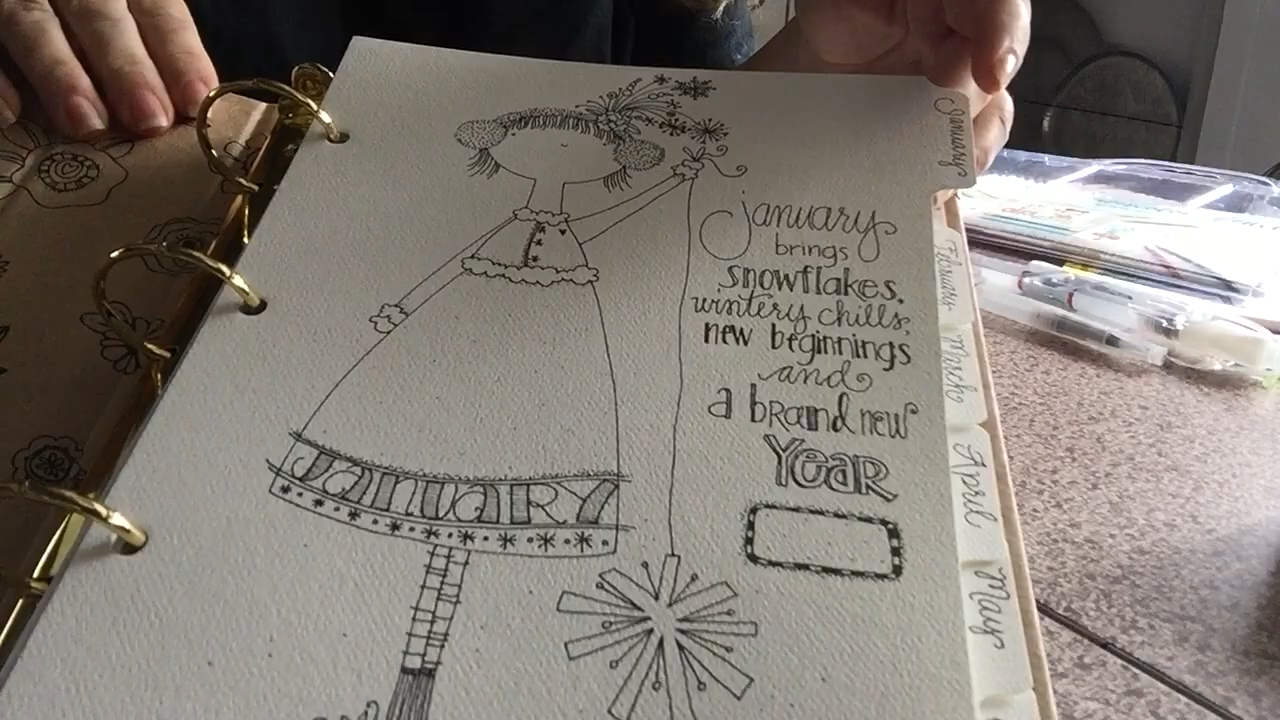 January
january
brings
snowflakes,
wintery chills,
new beginnings
and
a brand new
Year
January
February
March
April
May